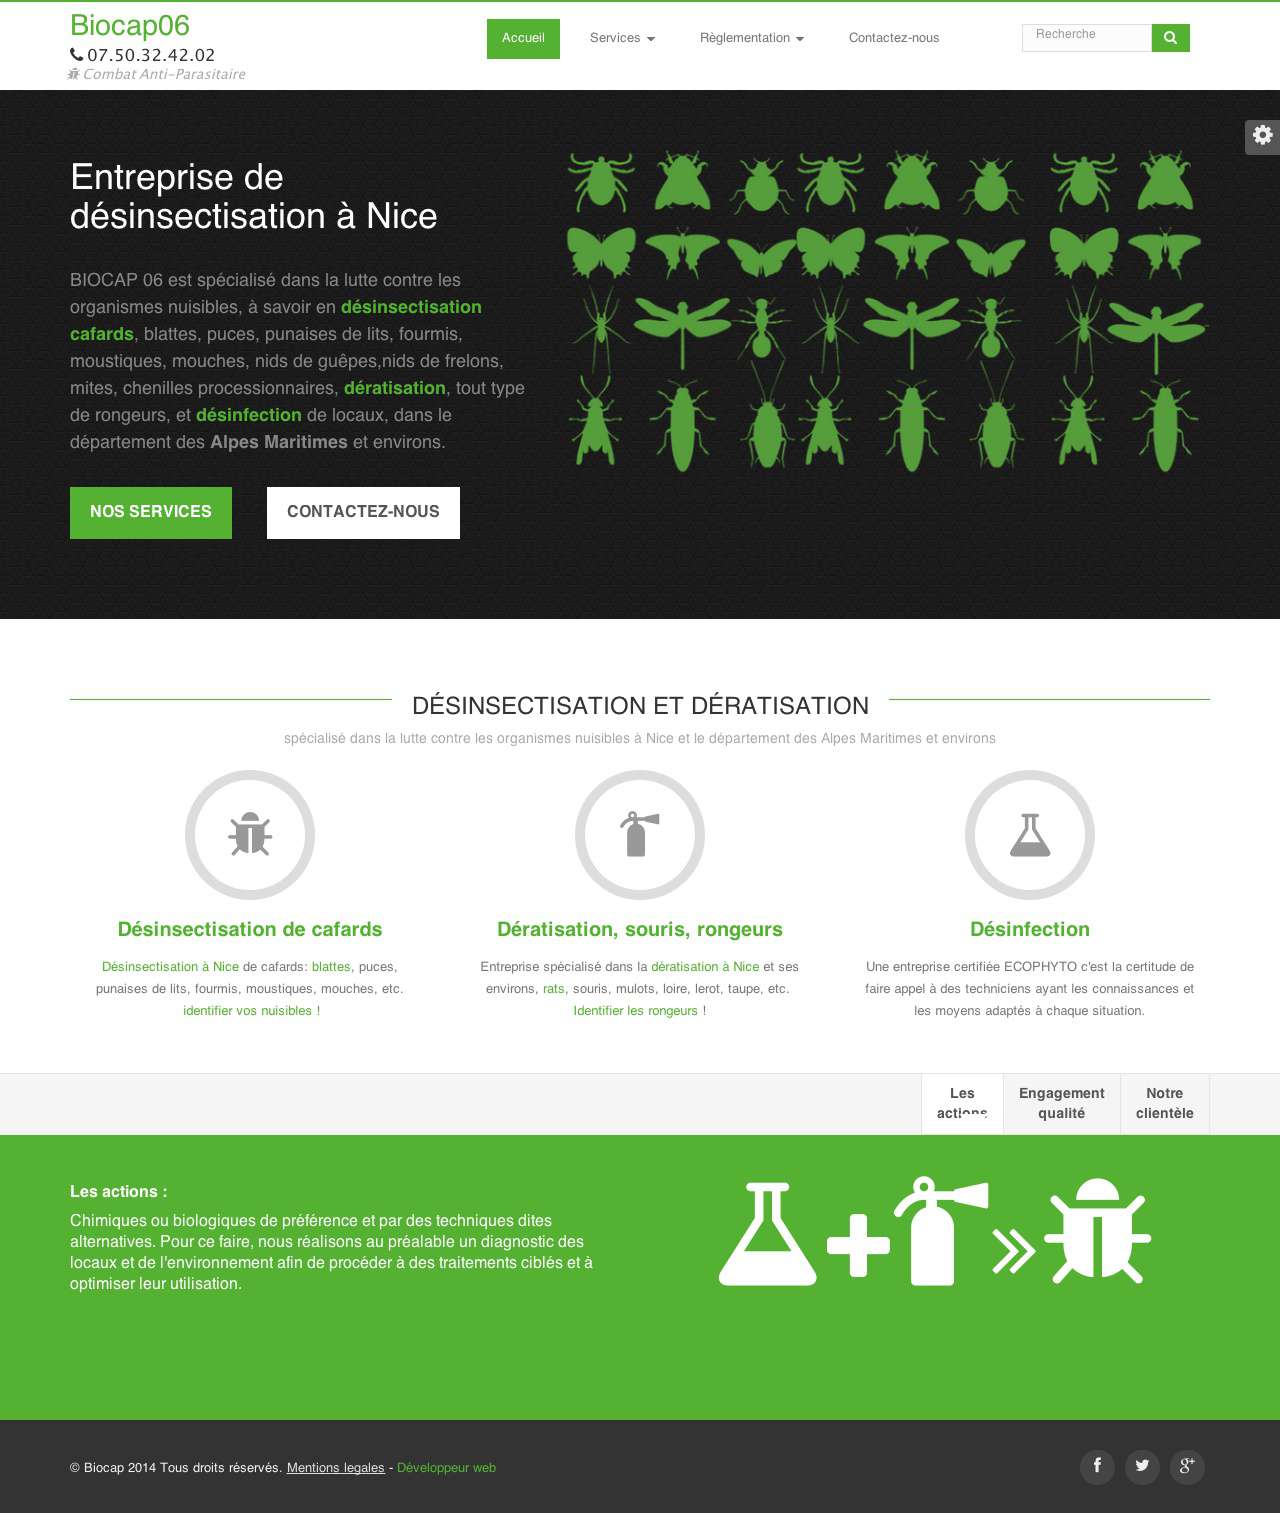 Biocap06
07.50.32.42.02
Combat Anti-Parasitaire
Accueil
Services
Règlementation
Contactez-nous
Recherche
Entreprise de
désinsectisation à Nice
BIOCAP 06 est spécialisé dans la lutte contre les
organismes nuisibles, à savoir en désinsectisation
cafards, blattes, puces, punaises de lits, fourmis,
moustiques, mouches, nids de guêpes,nids de frelons,
mites, chenilles processionnaires, dératisation, tout type
de rongeurs, et désinfection de locaux, dans le
département des Alpes Maritimes et environs.
NOS SERVICES
CONTACTEZ-NOUS
DÉSINSECTISATION ET DÉRATISATION
spécialisé dans la lutte contre les organismes nuisibles à Nice et le département des Alpes Maritimes et environs
Désinsectisation de cafards
Désinsectisation à Nice de cafards: blattes, puces,
punaises de lits, fourmis, moustiques, mouches, etc.
identifier vos nuisibles !
Dératisation, souris, rongeurs
Entreprise spécialisé dans la dératisation à Nice et ses
environs, rats, souris, mulots, loire, lerot, taupe, etc.
Identifier les rongeurs !
Désinfection
Une entreprise certifiée ECOPHYTO c'est la certitude de
faire appel à des techniciens ayant les connaissances et
les moyens adaptés à chaque situation.
Les
actions
Engagement
qualité
Notre
clientèle
Les actions :
Chimiques ou biologiques de préférence et par des techniques dites
alternatives. Pour ce faire, nous réalisons au préalable un diagnostic des
locaux et de l'environnement afin de procéder à des traitements ciblés et à
optimiser leur utilisation.
© Biocap 2014 Tous droits réservés. Mentions legales - Développeur web